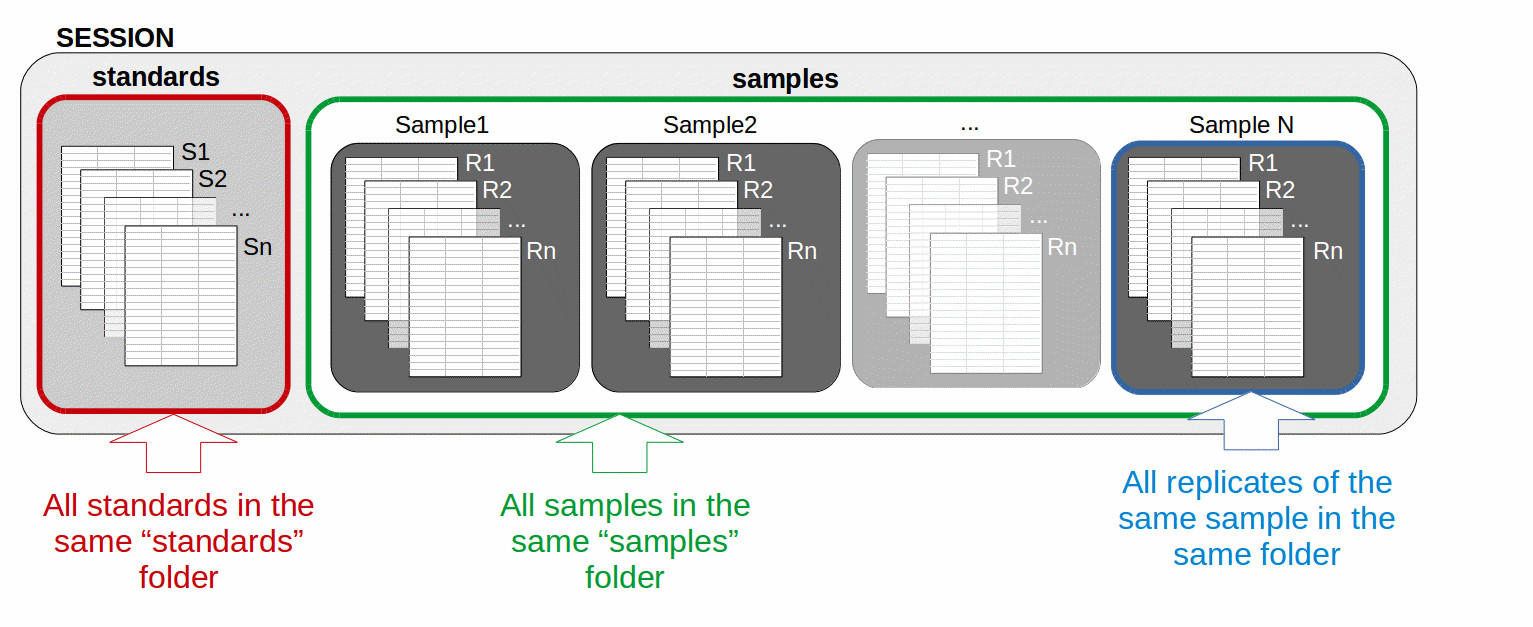 SESSION
standards
samples
S1
S2
...
Sn
Sample1
R1
R2
...
Rn
Sample2
R1
R2
...
Rn
...
R1
R2
...
Rn
Sample N
R1
R2
...
Rn
All standards in the
same “standards”
folder
All samples in the
same “samples”
folder
All replicates of the
same sample in the
same folder